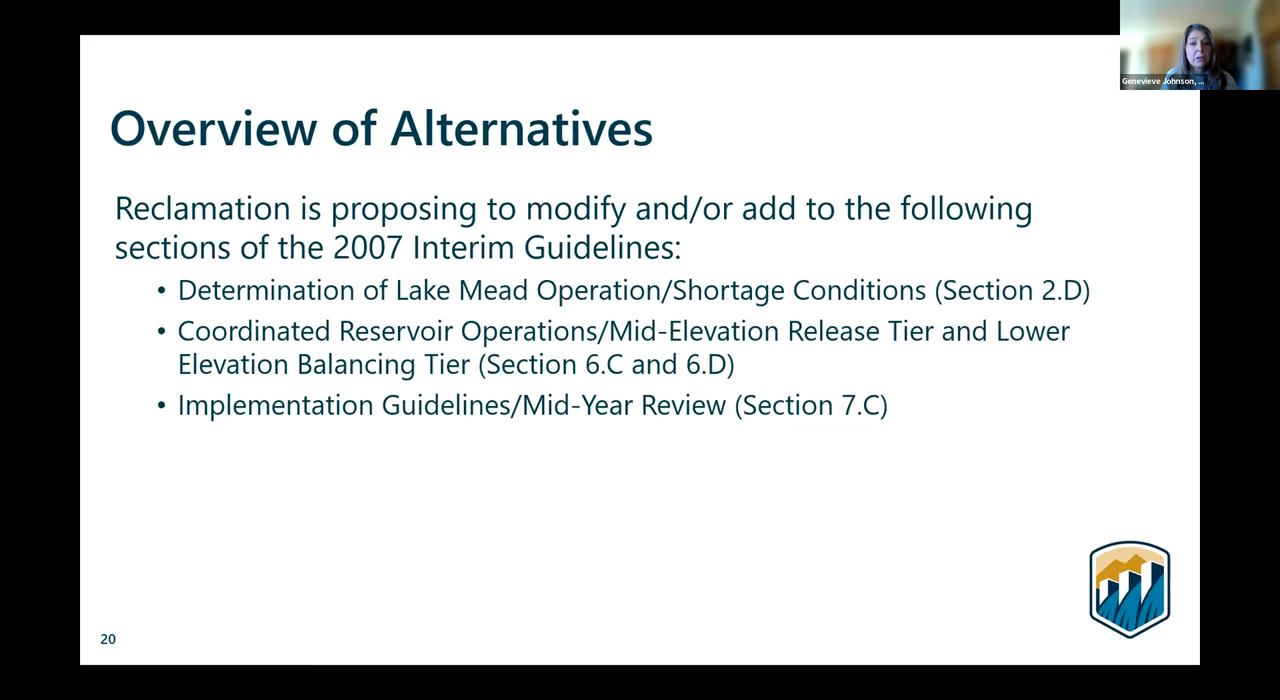 Genevieve Johnson, ...
Overview of Alternatives
Reclamation is proposing to modify and/or add to the following
sections of the 2007 Interim Guidelines:
• Determination of Lake Mead Operation/Shortage Conditions (Section 2.D)
• Coordinated Reservoir Operations/Mid-Elevation Release Tier and Lower
Elevation Balancing Tier (Section 6.C and 6.D)
• Implementation Guidelines/Mid-Year Review (Section 7.C)
20